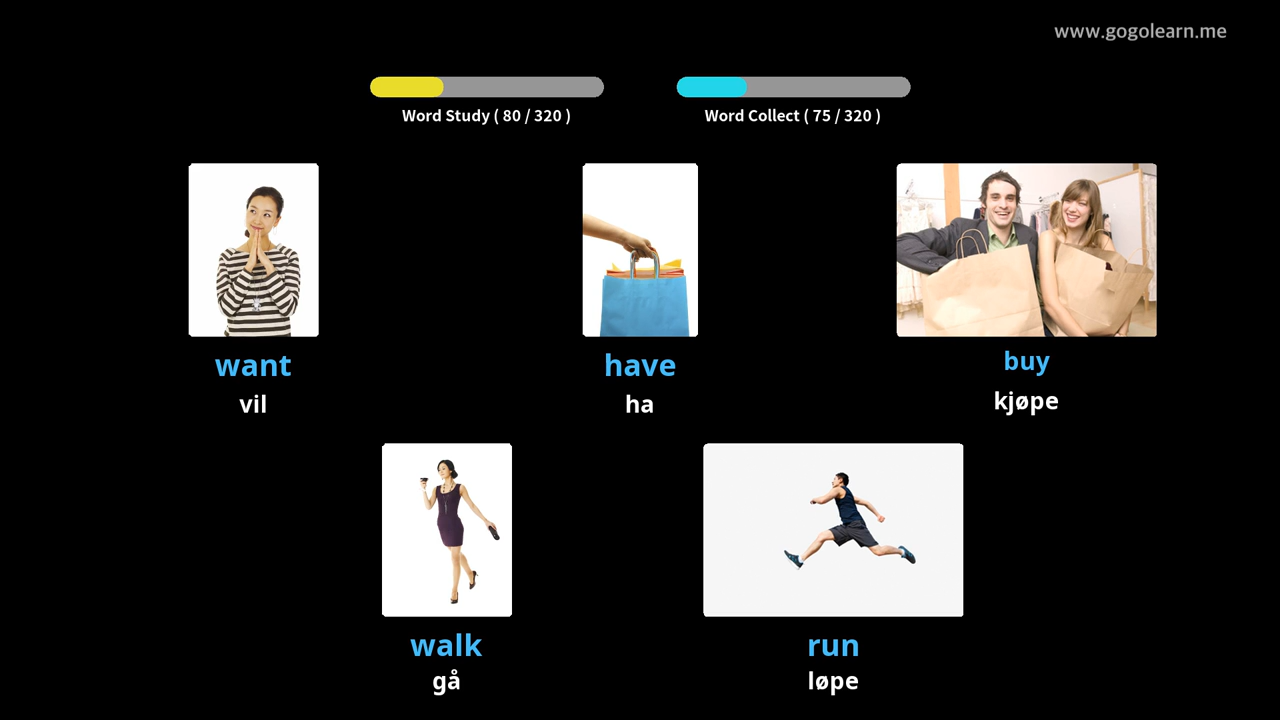 www.gogolearn.me
Word Study ( 80 / 320 )
Word Collect ( 75 / 320 )
want
vil
have
ha
buy
kjøpe
walk
gå
run
løpe